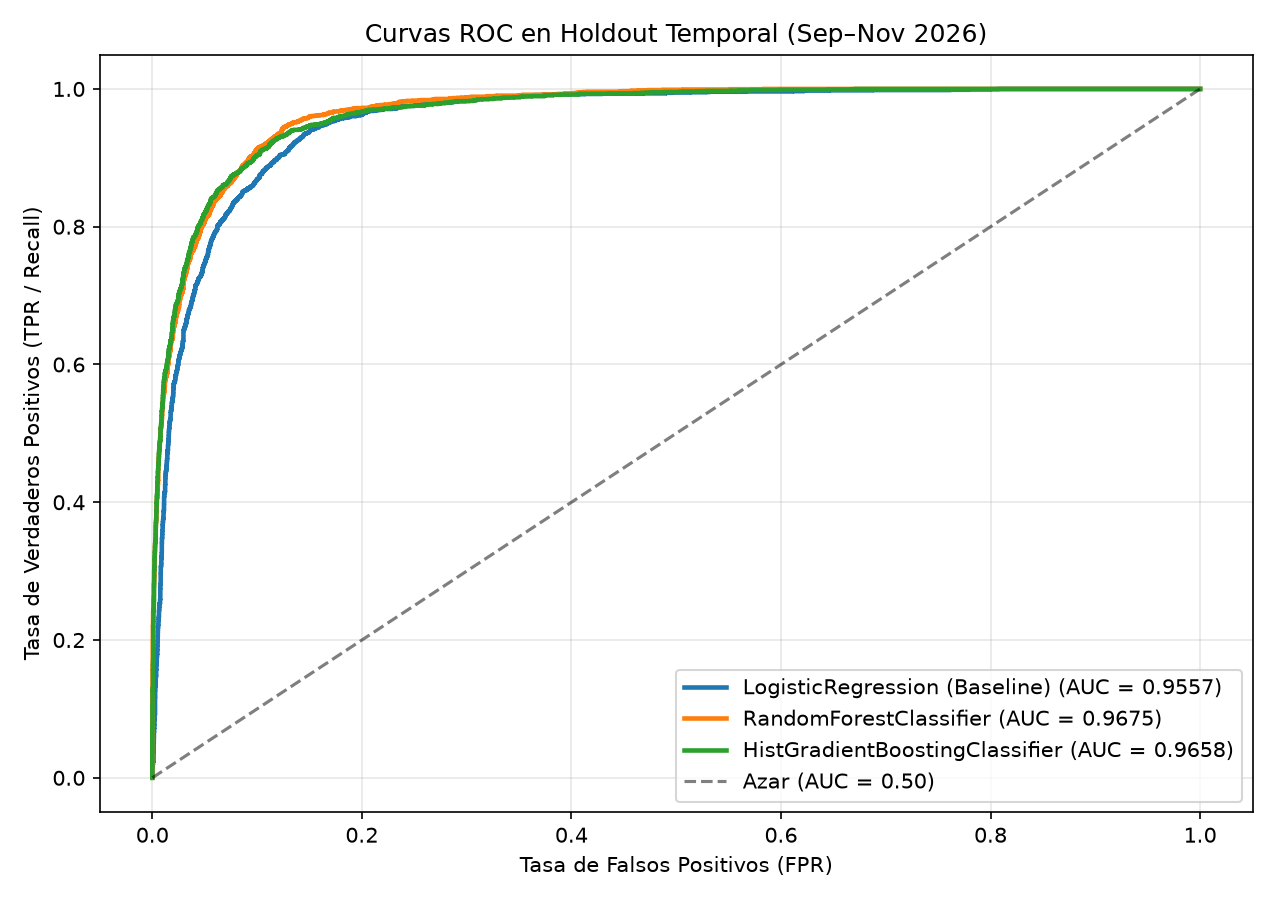 Curvas ROC en Holdout Temporal (Sep–Nov 2026)
Tasa de Verdaderos Positivos (TPR / Recall)
1.0
0.8
0.6
0.4
0.2
0.0
LogisticRegression (Baseline) (AUC = 0.9557)
RandomForestClassifier (AUC = 0.9675)
HistGradientBoostingClassifier (AUC = 0.9658)
Azar (AUC = 0.50)
0.0 0.2 0.4 0.6 0.8 1.0
Tasa de Falsos Positivos (FPR)